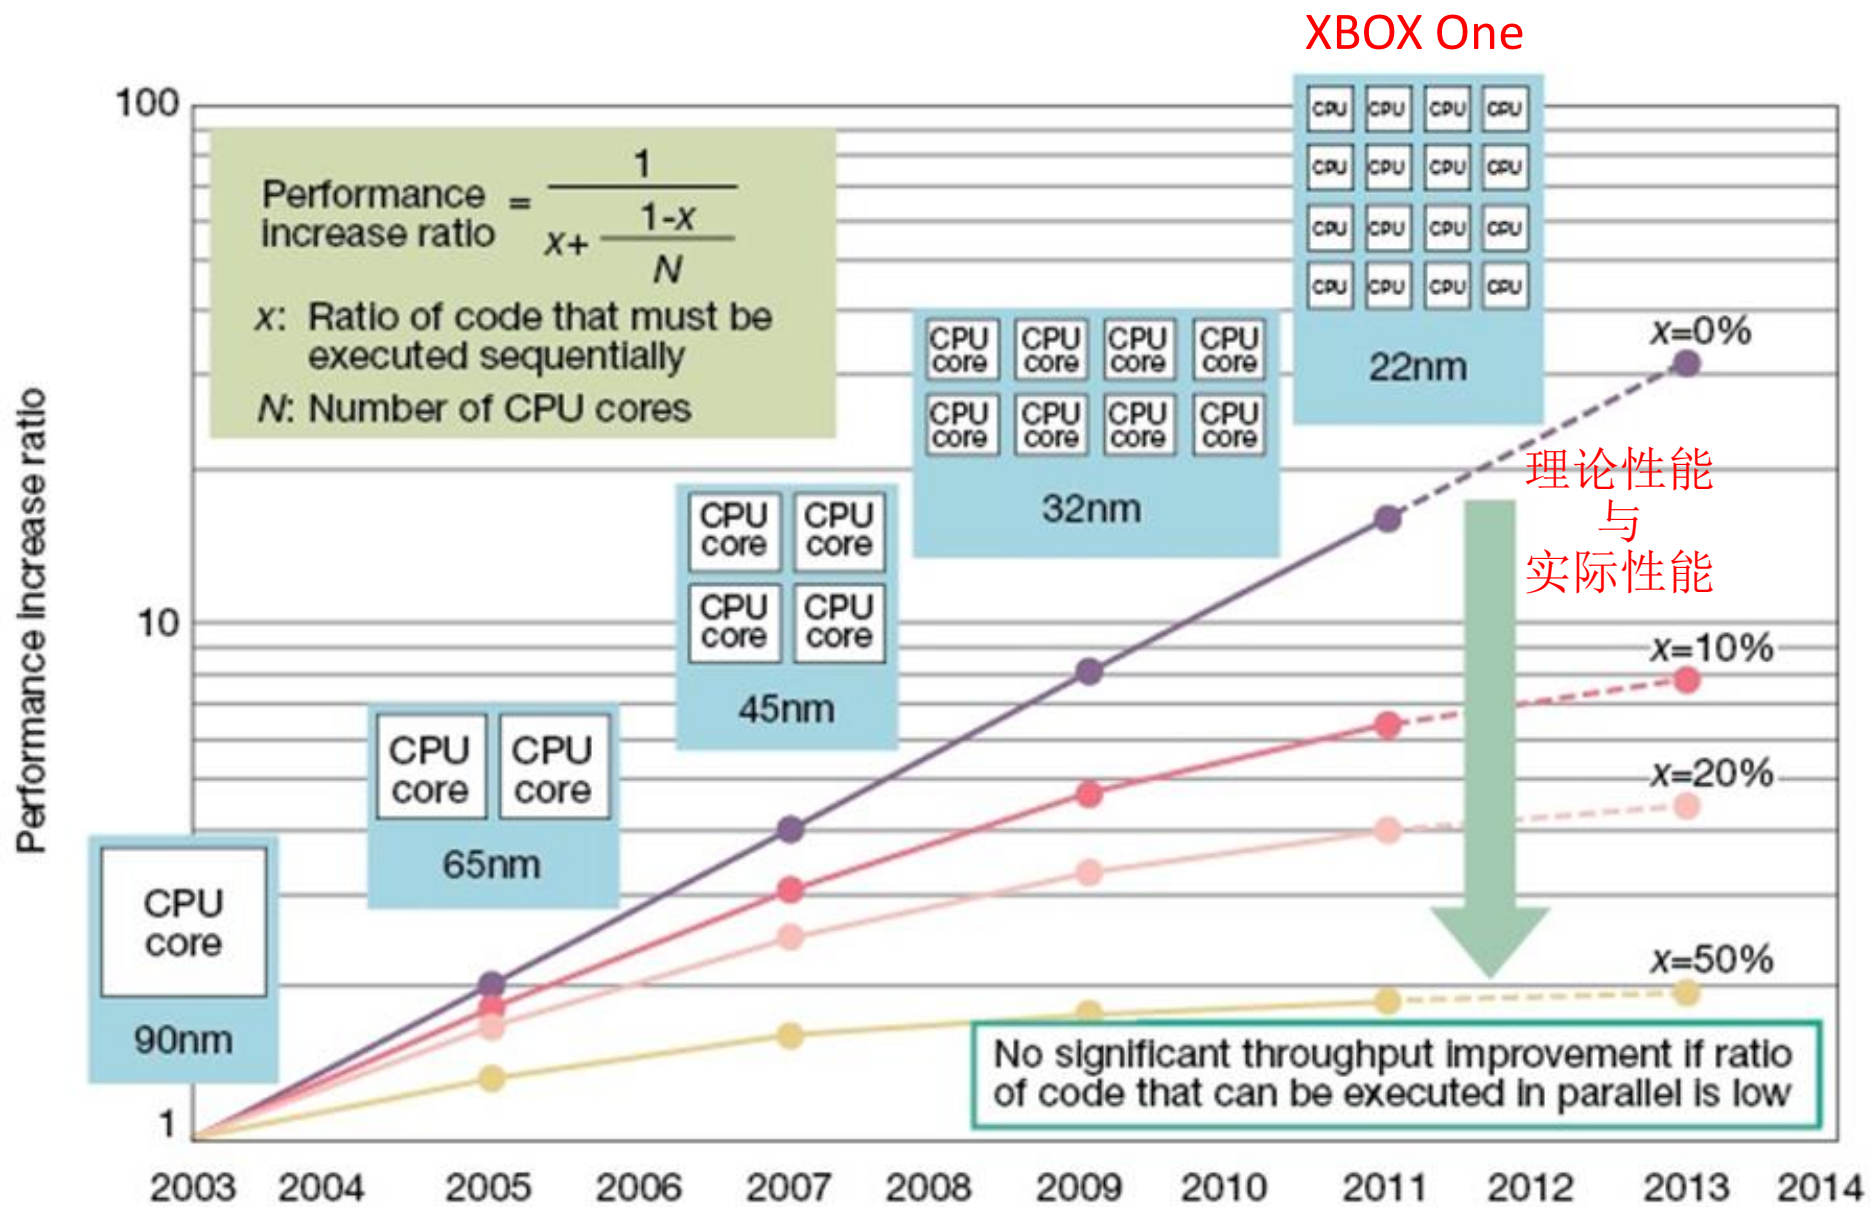 XBOX One
100
10
1
Performance increase ratio
Performance
increase ratio
=
1
x+
1-x
N
x: Ratio of code that must be
executed sequentially
N: Number of CPU cores
CPU
core
90nm
CPU CPU
core core
65nm
CPU CPU
core core
CPU CPU
core core
45nm
CPU CPU CPU CPU
core core core core
CPU CPU CPU CPU
core core core core
32nm
CPU CPU CPU CPU
CPU CPU CPU CPU
CPU CPU CPU CPU
CPU CPU CPU CPU
22nm
x=0%
理论性能
与
实际性能
x=10%
x=20%
x=50%
No significant throughput improvement if ratio
of code that can be executed in parallel is low
2003 2004 2005 2006 2007 2008 2009 2010 2011 2012 2013 2014